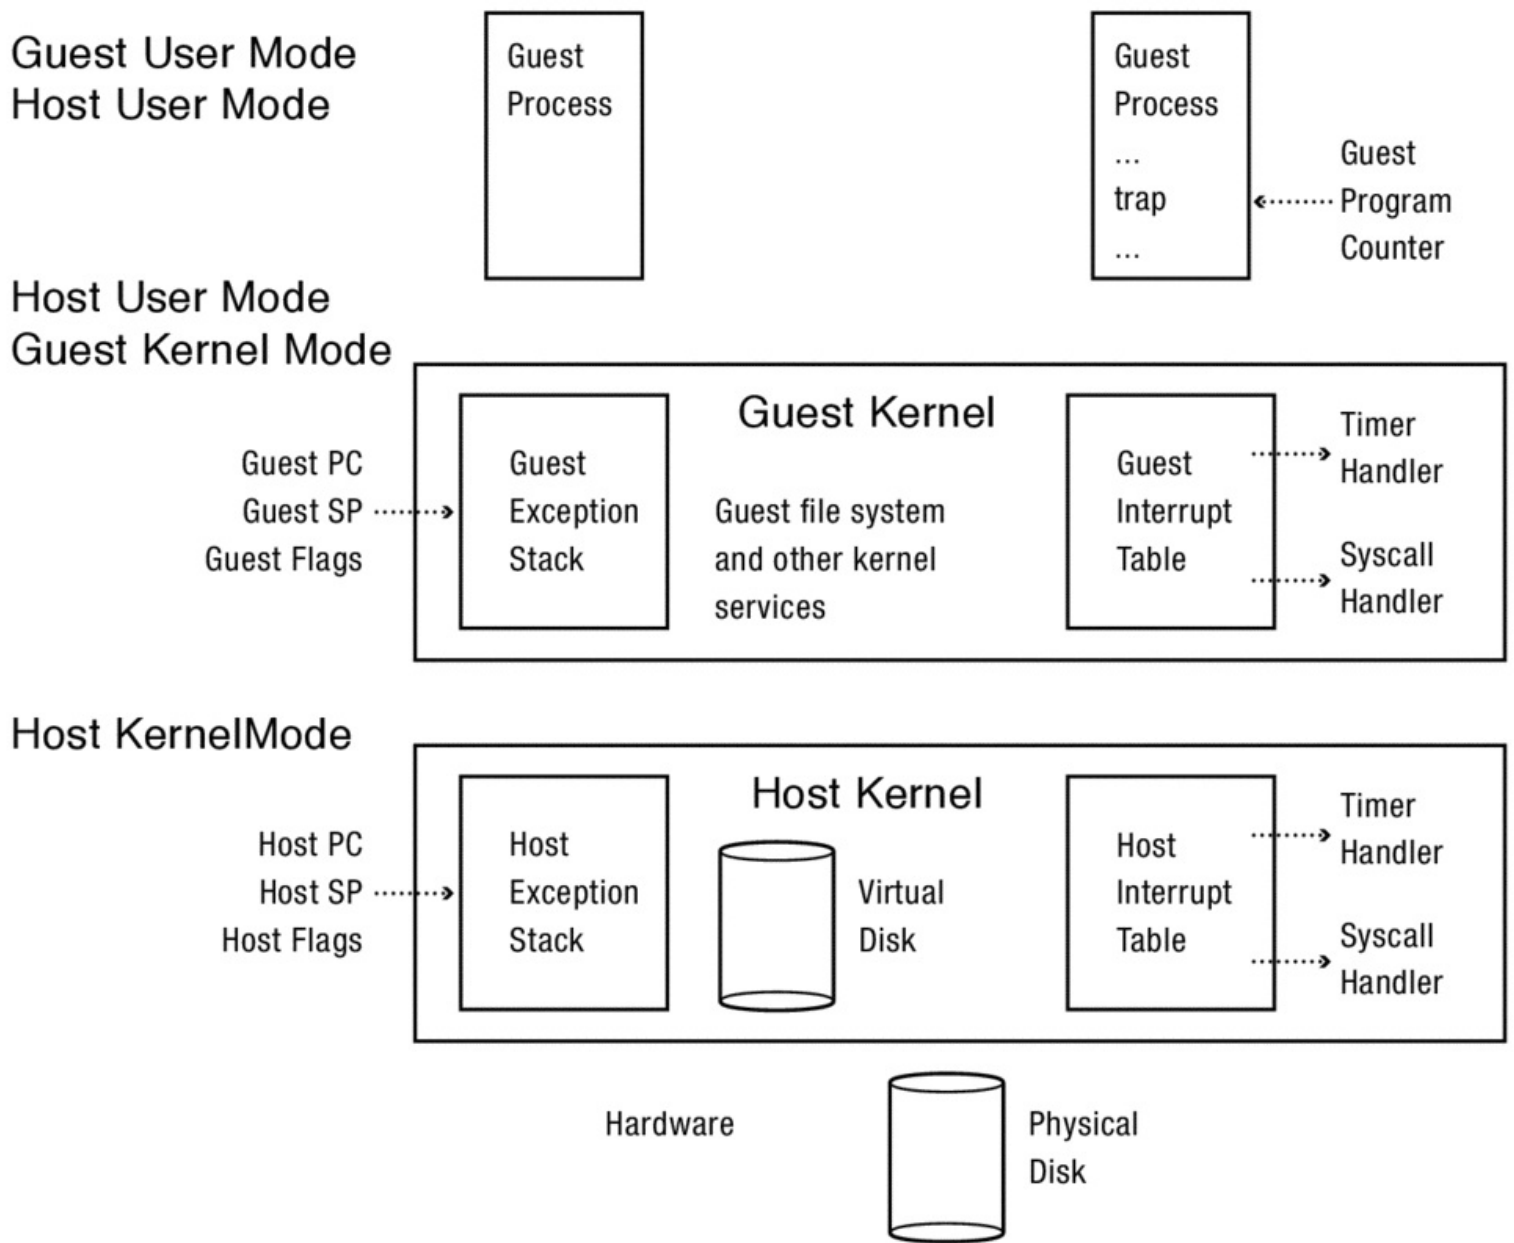 Guest User Mode
Host User Mode
Guest
Process
Guest
Process
...
trap
...
Guest
Program
Counter
Host User Mode
Guest Kernel Mode
Guest Kernel
Guest PC
Guest SP
Guest Flags
Guest
Exception
Stack
Guest file system
and other kernel
services
Guest
Interrupt
Table
Timer
Handler
Syscall
Handler
Host KernelMode
Host Kernel
Host PC
Host SP
Host Flags
Host
Exception
Stack
Virtual
Disk
Host
Interrupt
Table
Timer
Handler
Syscall
Handler
Hardware
Physical
Disk